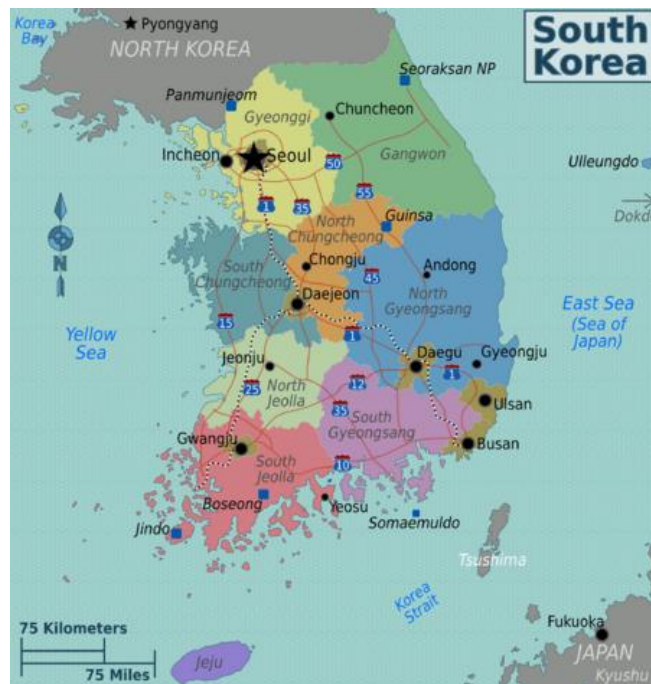 South
Korea
Korea
Bay
Pyongyang
NORTH KOREA
Seoraksan NP
Panmunjeom
Gyeonggi
Chuncheon
Incheon
Seoul
50
Gangwon
Ulleungdo
55
1
35
Dokdo
North
Chungcheong
Guinsa
N
South
Chungcheong
Chongju
45
Andong
North
Gyeongsang
Daejeon
East Sea
(Sea of
Japan)
15
Yellow
Sea
1
Jeonju
Daegu
Gyeongju
1
25
North
Jeolla
12
35
South
Gyeongsang
Ulsan
Gwangju
Busan
10
South
Jeolla
Boseong
Yeosu
Somaemuldo
Jindo
Tsushima
Korea
Strait
75 Kilometers
75 Miles
Jeju
Fukuoka
JAPAN
Kyushu